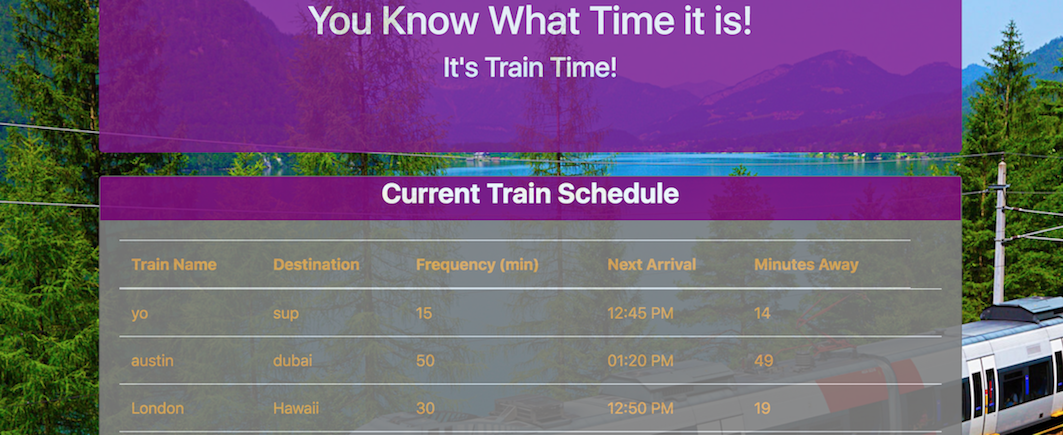 You Know What Time it is!
It's Train Time!
Current Train Schedule
Train Name Destination Frequency (min) Next Arrival Minutes Away
yo sup 15 12:45 PM 14
austin dubai 50 01:20 PM 49
London Hawaii 30 12:50 PM 19